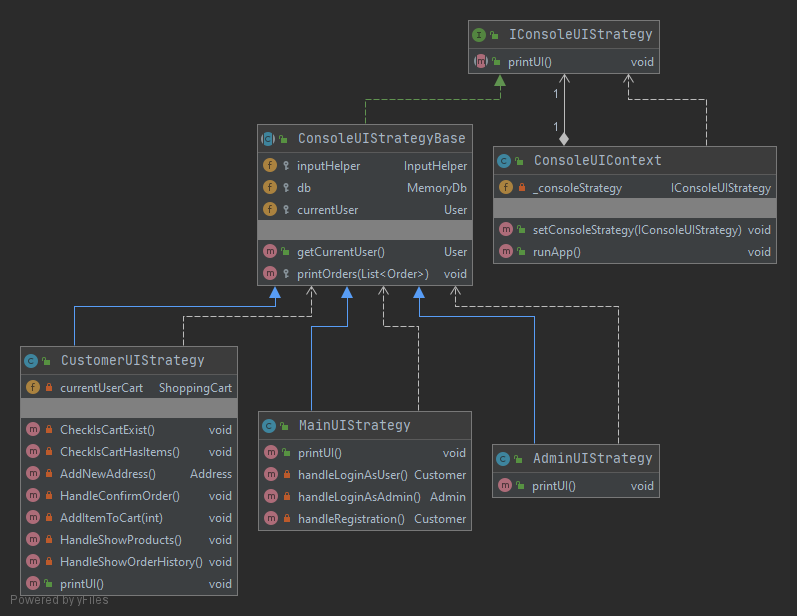 IConsoleUIStrategy
printUI() void
1
1
ConsoleUIStrategyBase
inputHelper InputHelper
db MemoryDb
currentUser User
getCurrentUser() User
printOrders(List<Order>) void
ConsoleUIContext
_consoleStrategy IConsoleUIStrategy
setConsoleStrategy(IConsoleUIStrategy) void
runApp() void
CustomerUIStrategy
currentUserCart ShoppingCart
CheckIsCartExist() void
CheckIsCartHasItems() void
AddNewAddress() Address
HandleConfirmOrder() void
AddItemToCart(int) void
HandleShowProducts() void
HandleShowOrderHistory() void
printUI() void
MainUIStrategy
printUI() void
handleLoginAsUser() Customer
handleLoginAsAdmin() Admin
handleRegistration() Customer
AdminUIStrategy
printUI() void
Powered by yFiles